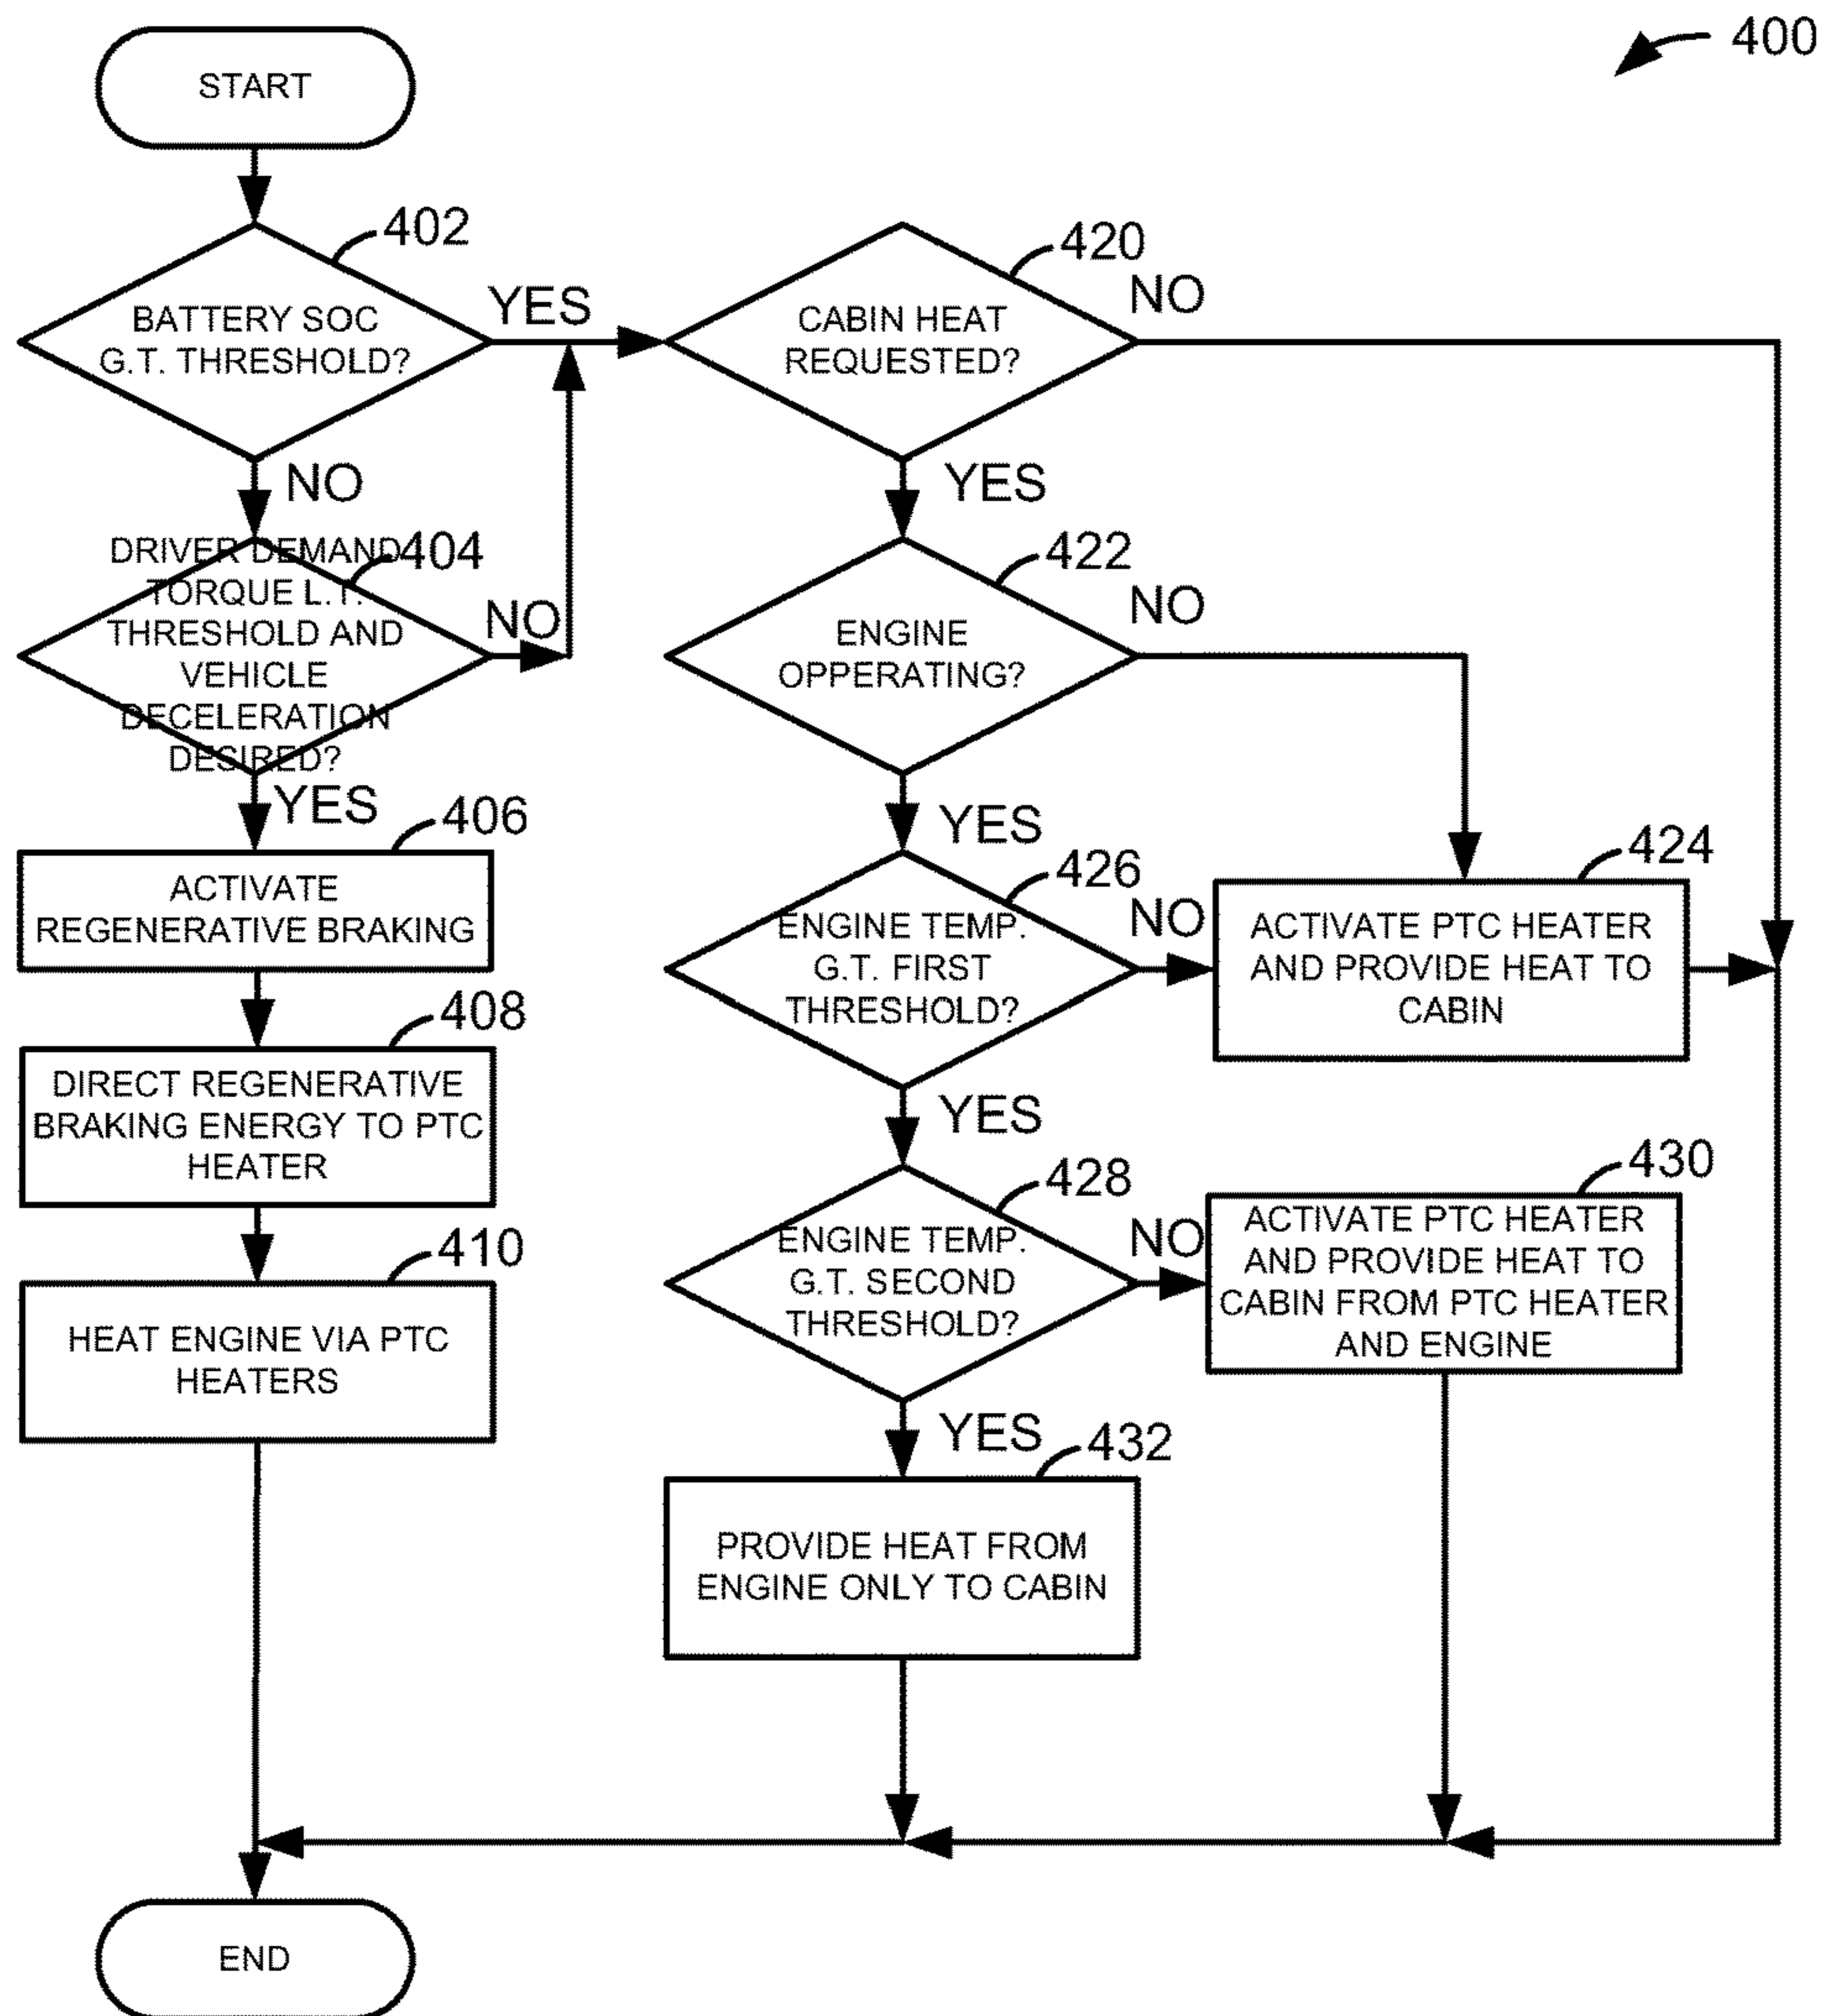 400
START
402
BATTERY SOC
G.T. THRESHOLD?
YES
NO
404
DRIVER DEMAND
TORQUE L.T.
THRESHOLD AND
VEHICLE
DECELERATION
DESIRED?
NO
YES
406
ACTIVATE
REGENERATIVE BRAKING
408
DIRECT REGENERATIVE
BRAKING ENERGY TO PTC
HEATER
410
HEAT ENGINE VIA PTC
HEATERS
420
CABIN HEAT
REQUESTED?
NO
YES
422
ENGINE
OPPERATING?
NO
YES
424
ACTIVATE PTC HEATER
AND PROVIDE HEAT TO
CABIN
426
ENGINE TEMP.
G.T. FIRST
THRESHOLD?
NO
YES
428
ENGINE TEMP.
G.T. SECOND
THRESHOLD?
NO
YES
430
ACTIVATE PTC HEATER
AND PROVIDE HEAT TO
CABIN FROM PTC HEATER
AND ENGINE
432
PROVIDE HEAT FROM
ENGINE ONLY TO CABIN
END